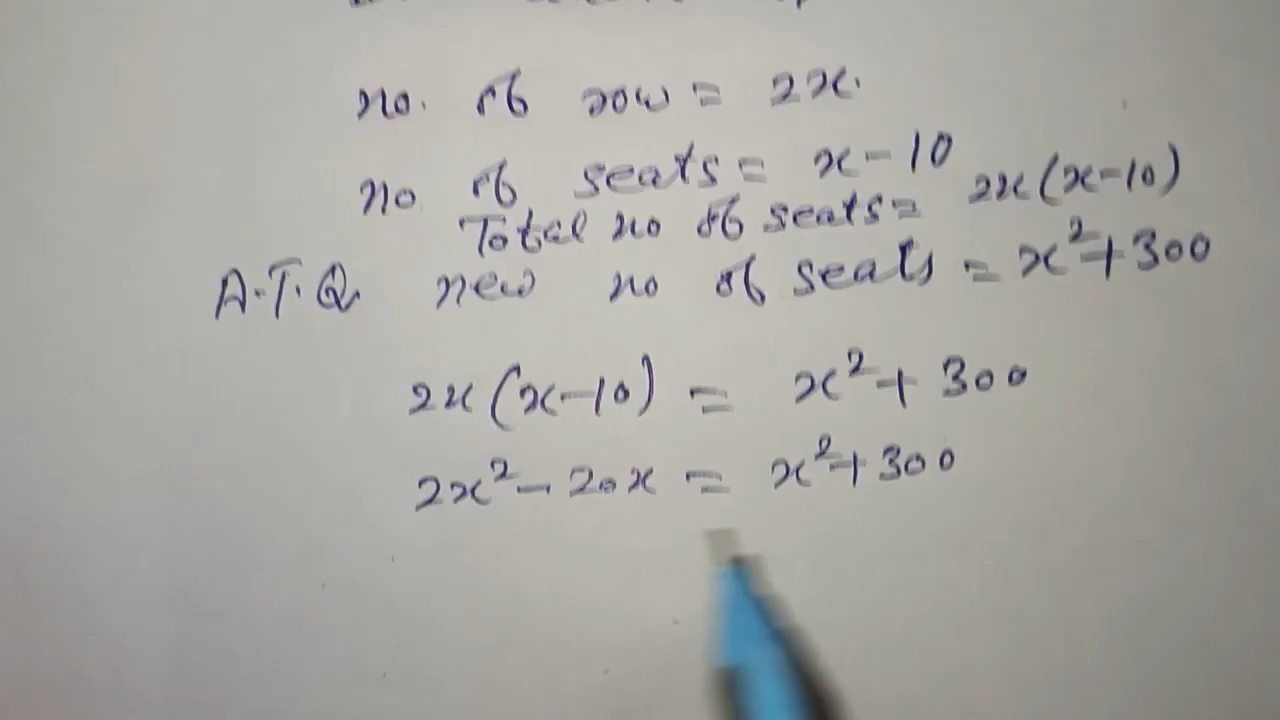 no. of row = 2x.
no. of seats = x-10
Total no of seats = 2x(x-10)
A.T.Q. new no of seats = x²+300
2x(x-10) = x²+300
2x²-20x = x²+300